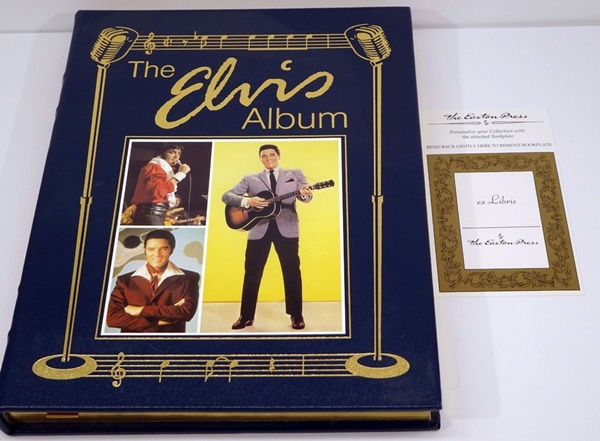 The
Elvis
Album
The Easton Press
Personalize your Collection with
the attached Bookplate
BEND BACK GENTLY HERE TO REMOVE BOOKPLATE
ex Libris
The Easton Press